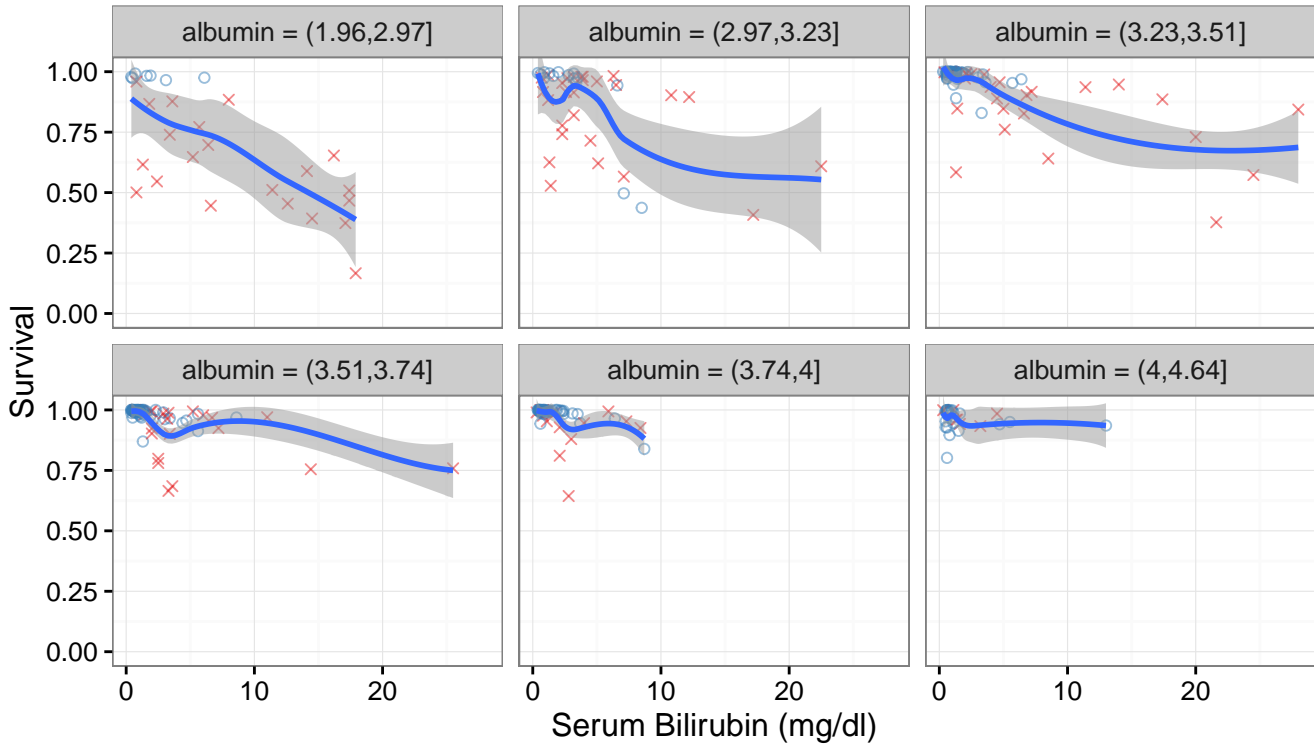 albumin = (1.96,2.97]
albumin = (2.97,3.23]
albumin = (3.23,3.51]
1.00
0.75
0.50
0.25
0.00
Survival
albumin = (3.51,3.74]
albumin = (3.74,4]
albumin = (4,4.64]
1.00
0.75
0.50
0.25
0.00
0 10 20
0 10 20
0 10 20
Serum Bilirubin (mg/dl)